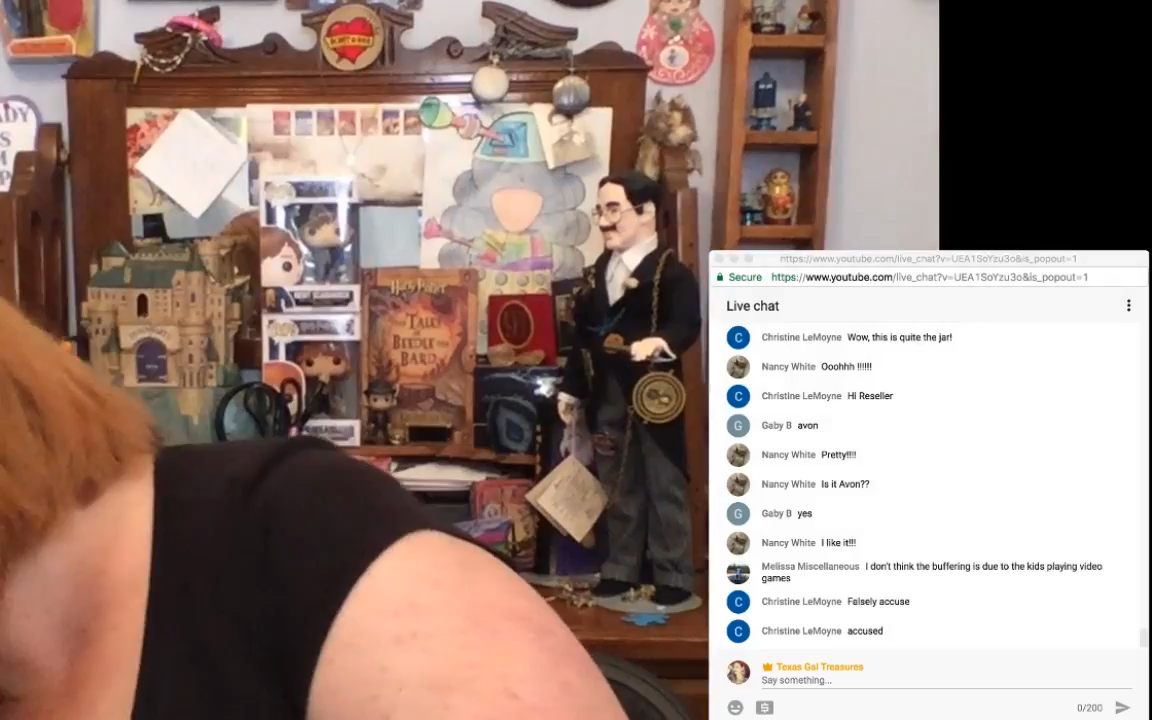 ADY
Harry Potter
THE TALES
OF
BEEDLE THE
BARD
https://www.youtube.com/live_chat?v=UEA1SoYzu3o&is_popout=1
Secure https://www.youtube.com/live_chat?v=UEA1SoYzu3o&is_popout=1
Live chat
C Christine LeMoyne Wow, this is quite the jar!
Nancy White Ooohhh !!!!!!
C Christine LeMoyne Hi Reseller
G Gaby B avon
Nancy White Pretty!!!!
Nancy White Is it Avon??
G Gaby B yes
Nancy White I like it!!!
Melissa Miscellaneous I don't think the buffering is due to the kids playing video
games
C Christine LeMoyne Falsely accuse
C Christine LeMoyne accused
Texas Gal Treasures
Say something...
0/200